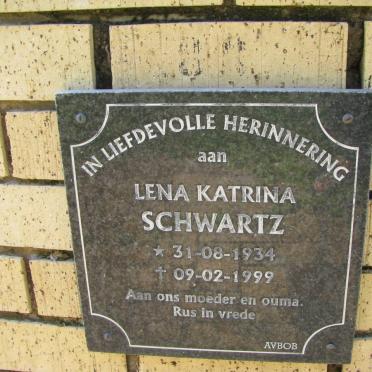 IN LIEFDEVOLLE HERINNERING
aan
LENA KATRINA
SCHWARTZ
★ 31-08-1934
† 09-02-1999
Aan ons moeder en ouma.
Rus in vrede
AVBOB